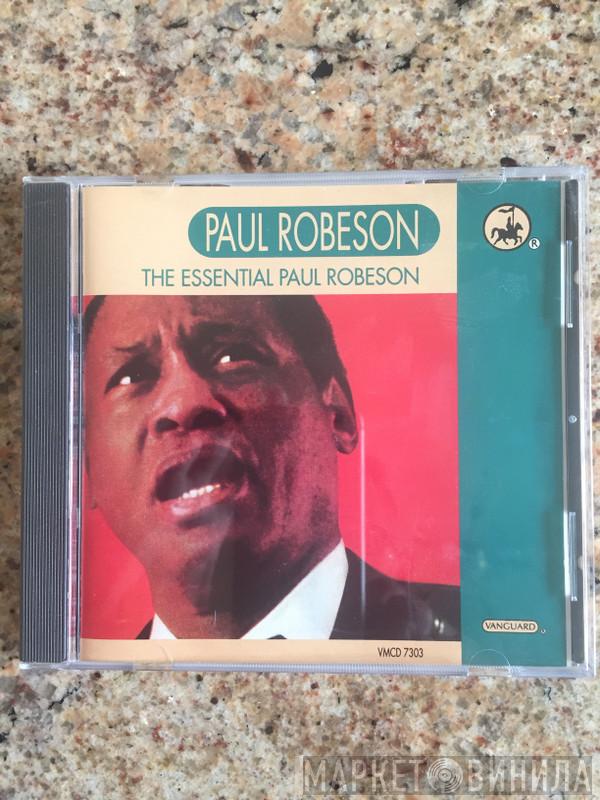 PAUL ROBESON
®
THE ESSENTIAL PAUL ROBESON
VANGUARD
VMCD 7303
МАРКЕТ ВИНИЛА